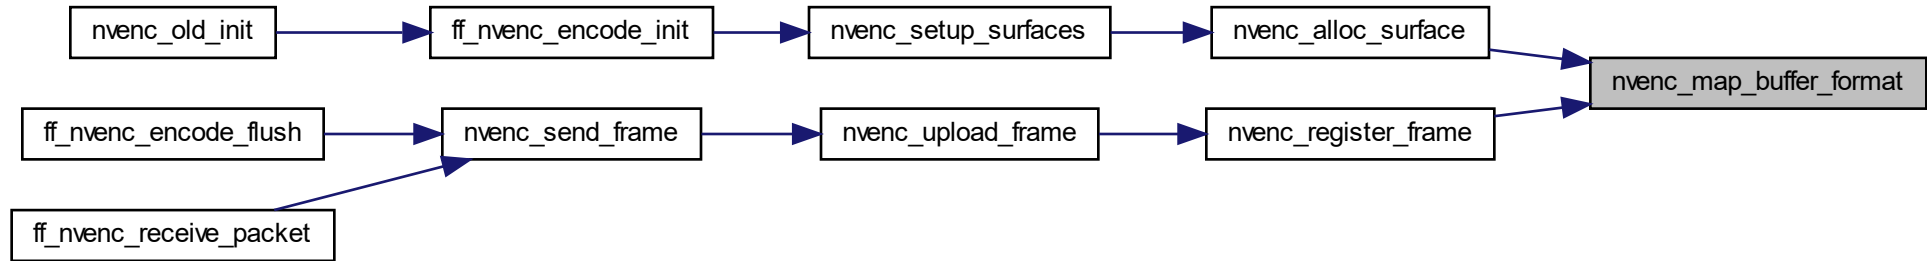 nvenc_old_init
ff_nvenc_encode_init
nvenc_setup_surfaces
nvenc_alloc_surface
nvenc_map_buffer_format
ff_nvenc_encode_flush
nvenc_send_frame
nvenc_upload_frame
nvenc_register_frame
ff_nvenc_receive_packet